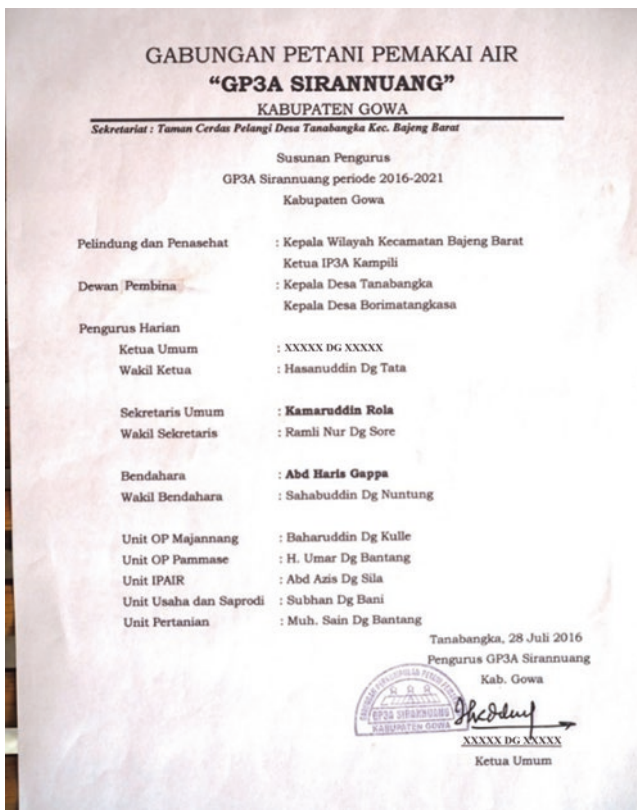 GABUNGAN PETANI PEMAKAI AIR
“GP3A SIRANNUANG”
KABUPATEN GOWA
Sekretariat : Taman Cerdas Pelangi Desa Tanabangka Kec. Bajeng Barat
Susunan Pengurus
GP3A Sirannuang periode 2016-2021
Kabupaten Gowa
Pelindung dan Penasehat : Kepala Wilayah Kecamatan Bajeng Barat
Ketua IP3A Kampili
Dewan Pembina : Kepala Desa Tanabangka
Kepala Desa Borimatangkasa
Pengurus Harian
Ketua Umum : XXXXX DG XXXXX
Wakil Ketua : Hasanuddin Dg Tata
Sekretaris Umum : Kamaruddin Rola
Wakil Sekretaris : Ramli Nur Dg Sore
Bendahara : Abd Haris Gappa
Wakil Bendahara : Sahabuddin Dg Nuntung
Unit OP Majannang : Baharuddin Dg Kulle
Unit OP Pammase : H. Umar Dg Bantang
Unit IPAIR : Abd Azis Dg Sila
Unit Usaha dan Saprodi : Subhan Dg Bani
Unit Pertanian : Muh. Sain Dg Bantang
Tanabangka, 28 Juli 2016
Pengurus GP3A Sirannuang
Kab. Gowa
GP3A SIRANNUANG
KABUPATEN GOWA
XXXXX DG XXXXX
Ketua Umum